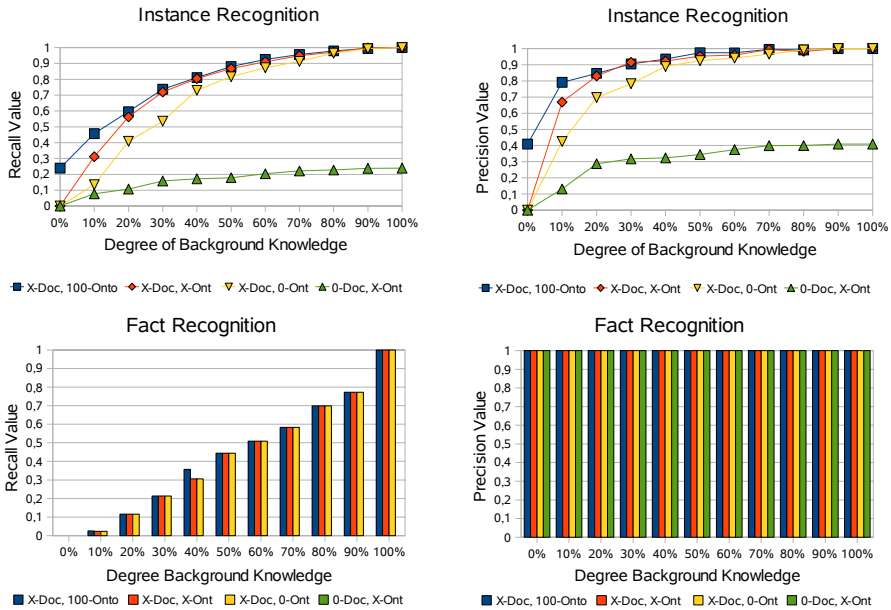 Instance Recognition
1
0,9
0,8
0,7
0,6
0,5
0,4
0,3
0,2
0,1
0
Recall Value
0% 10% 20% 30% 40% 50% 60% 70% 80% 90% 100%
Degree of Background Knowledge
X-Doc, 100-Onto X-Doc, X-Ont X-Doc, 0-Ont 0-Doc, X-Ont
Instance Recognition
1
0,9
0,8
0,7
0,6
0,5
0,4
0,3
0,2
0,1
0
Precision Value
0% 10% 20% 30% 40% 50% 60% 70% 80% 90% 100%
Degree of Background Knowledge
X-Doc, 100-Onto X-Doc, X-Ont X-Doc, 0-Ont 0-Doc, X-Ont
Fact Recognition
1
0,9
0,8
0,7
0,6
0,5
0,4
0,3
0,2
0,1
0
Recall Value
0% 10% 20% 30% 40% 50% 60% 70% 80% 90% 100%
Degree Background Knowledge
X-Doc, 100-Onto X-Doc, X-Ont X-Doc, 0-Ont 0-Doc, X-Ont
Fact Recognition
1
0,9
0,8
0,7
0,6
0,5
0,4
0,3
0,2
0,1
0
Precision Value
0% 10% 20% 30% 40% 50% 60% 70% 80% 90% 100%
Degree Background Knowledge
X-Doc, 100-Onto X-Doc, X-Ont X-Doc, 0-Ont 0-Doc, X-Ont